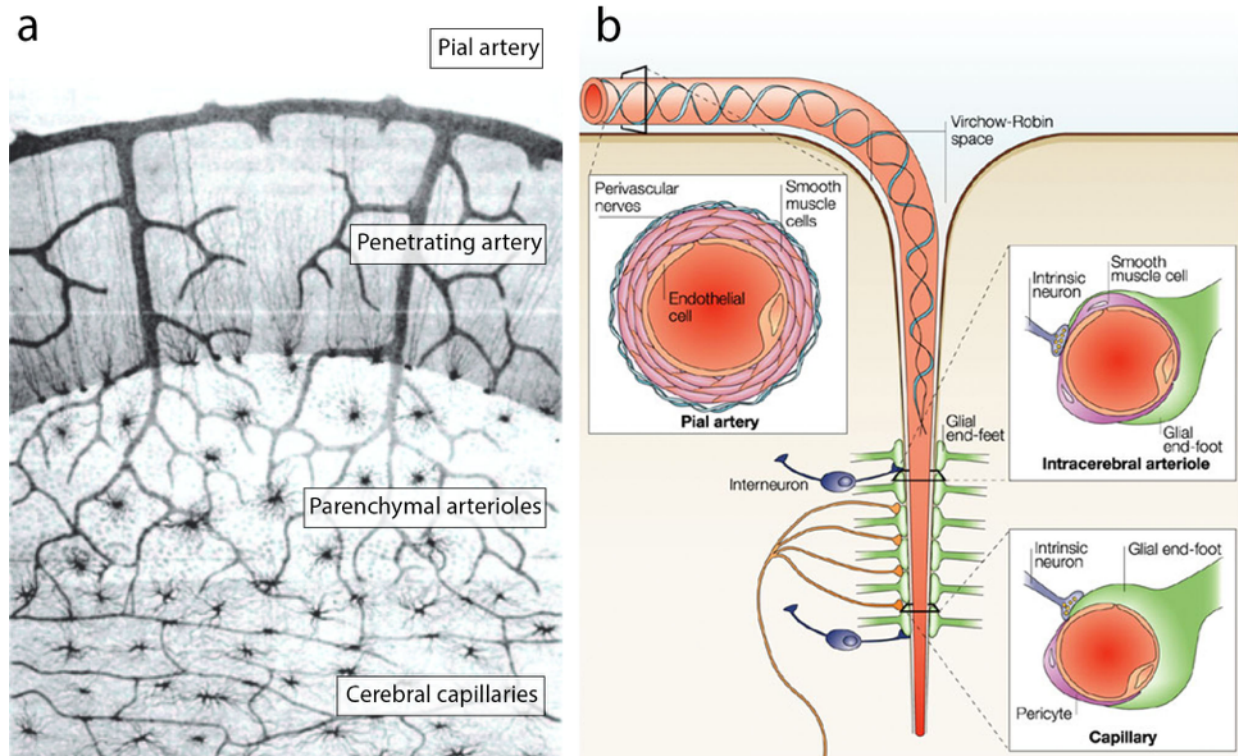 a
Pial artery
Penetrating artery
Parenchymal arterioles
Cerebral capillaries
b
Virchow-Robin
space
Perivascular
nerves
Smooth
muscle
cells
Endothelial
cell
Pial artery
Smooth
muscle cell
Intrinsic
neuron
Glial
end-foot
Intracerebral arteriole
Glial
end-feet
Interneuron
Intrinsic
neuron
Glial end-foot
Pericyte
Capillary